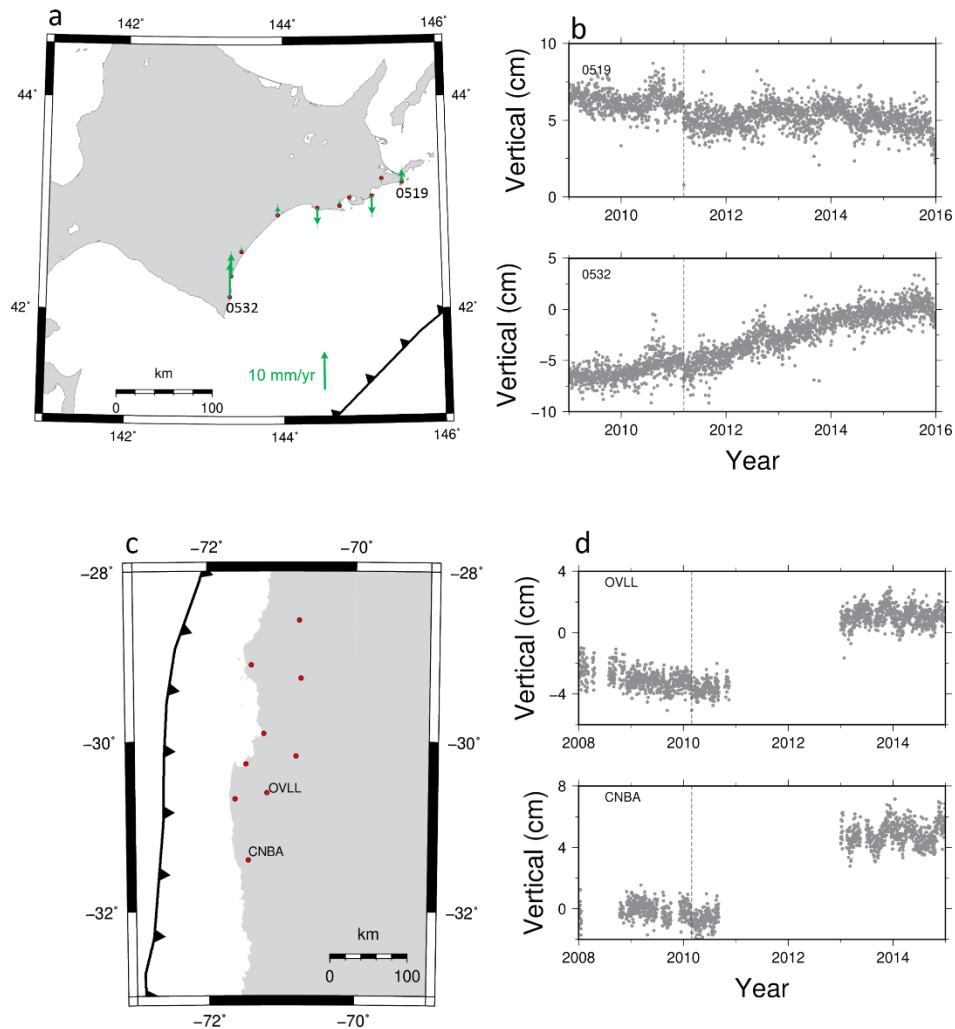 a
142˚ 144˚ 146˚
44˚ 44˚
0519
42˚ 0532 42˚
km
0 100
10 mm/yr
142˚ 144˚ 146˚
b
Vertical (cm)
10
5
0
0519
2010 2012 2014 2016
Vertical (cm)
5
0
−5
−10
0532
2010 2012 2014 2016
Year
c
−72˚ −70˚
−28˚ −28˚
−30˚ −30˚
OVLL
CNBA
−32˚ −32˚
km
0 100
−72˚ −70˚
d
Vertical (cm)
4
0
−4
OVLL
2008 2010 2012 2014
Vertical (cm)
8
4
0
CNBA
2008 2010 2012 2014
Year